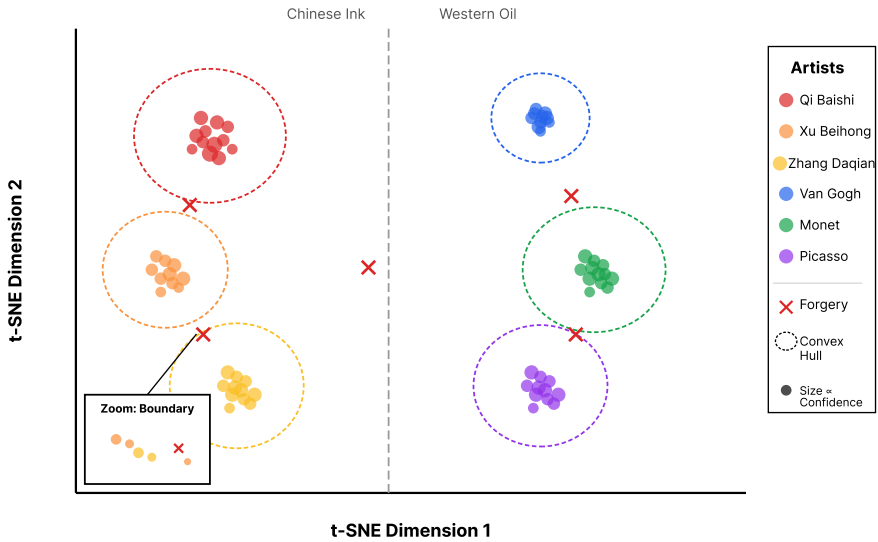 Chinese Ink
Western Oil
Artists
Qi Baishi
Xu Beihong
Zhang Daqian
Van Gogh
Monet
Picasso
Forgery
Convex
Hull
Size ∝
Confidence
Zoom: Boundary
t-SNE Dimension 2
t-SNE Dimension 1